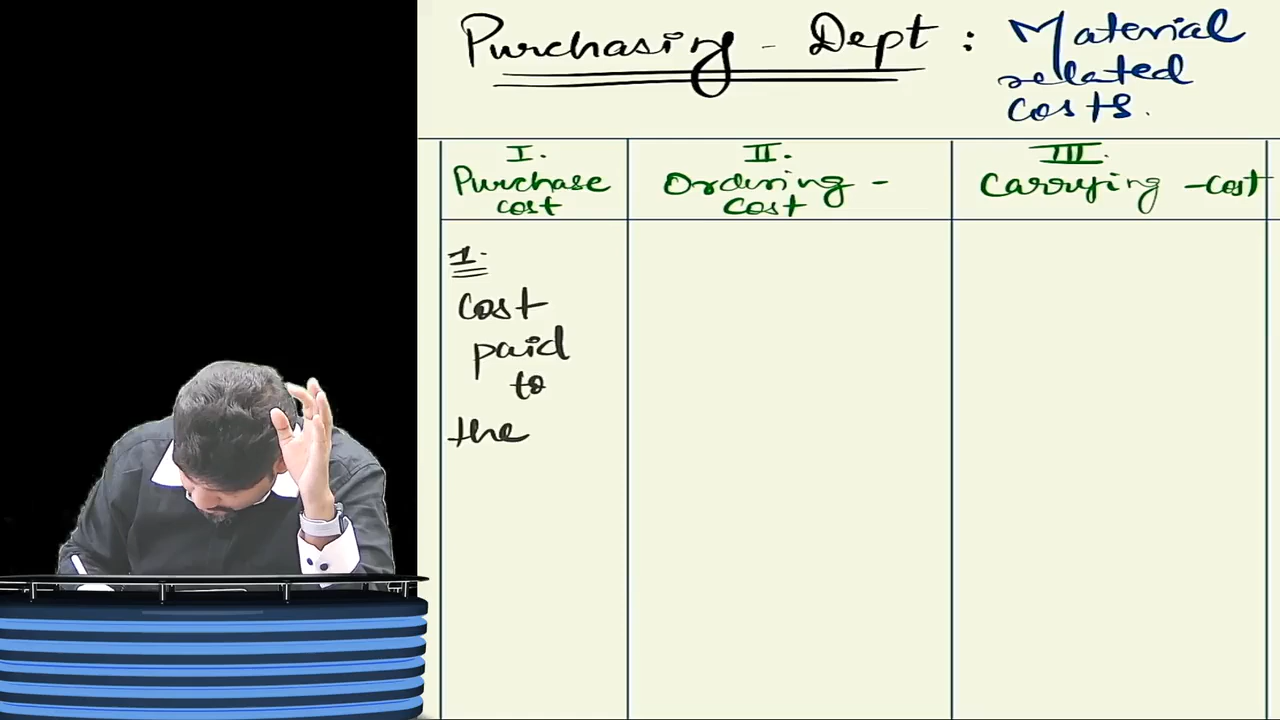 Purchasing - Dept : Material
related
costs.
I.
Purchase
cost
II.
Ordering -
cost
III.
Carrying - cost
1.
cost
paid
to
the